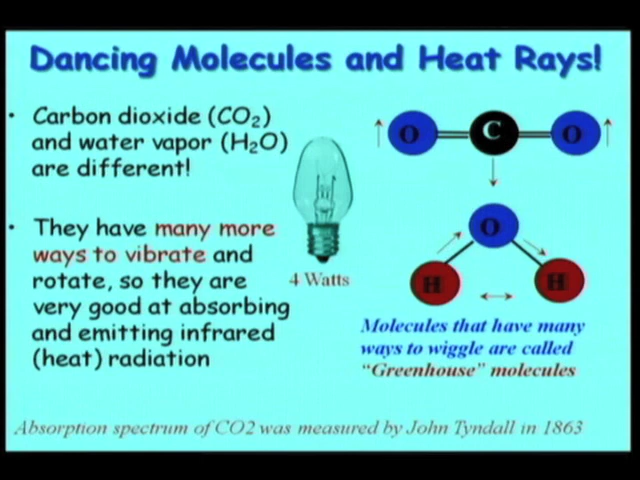 Dancing Molecules and Heat Rays!
• Carbon dioxide (CO₂)
and water vapor (H₂O)
are different!
• They have many more
ways to vibrate and
rotate, so they are
very good at absorbing
and emitting infrared
(heat) radiation
4 Watts
O C O
O
H H
Molecules that have many
ways to wiggle are called
“Greenhouse” molecules
Absorption spectrum of CO2 was measured by John Tyndall in 1863